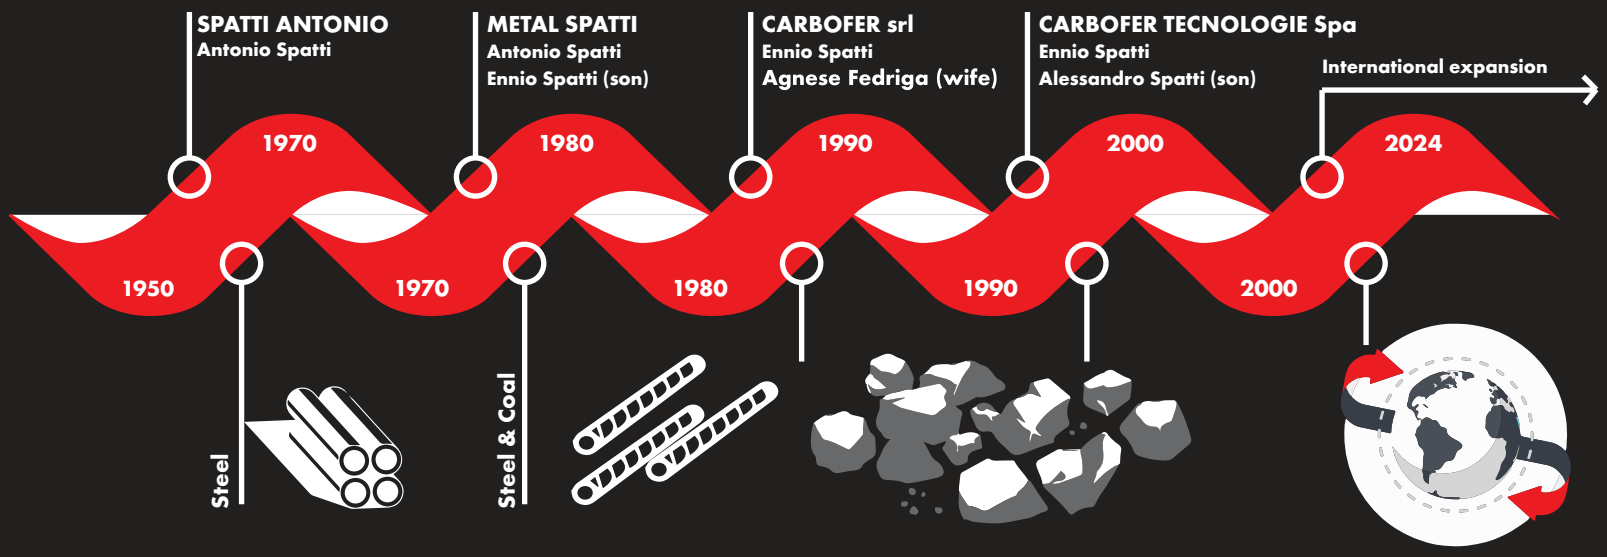 SPATTI ANTONIO
Antonio Spatti
METAL SPATTI
Antonio Spatti
Ennio Spatti (son)
CARBOFER srl
Ennio Spatti
Agnese Fedriga (wife)
CARBOFER TECNOLOGIE Spa
Ennio Spatti
Alessandro Spatti (son)
International expansion
1970
1980
1990
2000
2024
1950
1970
1980
1990
2000
Steel
Steel & Coal